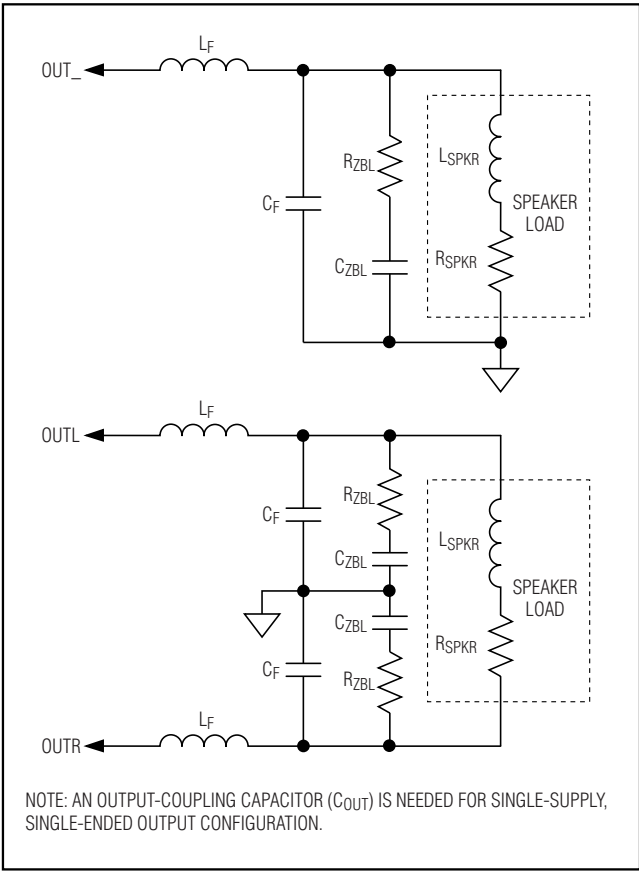 LF
OUT_
RZBL
LSPKR
CF
SPEAKER
LOAD
CZBL
RSPKR
LF
OUTL
RZBL
CF
LSPKR
CZBL
SPEAKER
LOAD
CZBL
RSPKR
CF
RZBL
LF
OUTR
NOTE: AN OUTPUT-COUPLING CAPACITOR (COUT) IS NEEDED FOR SINGLE-SUPPLY,
SINGLE-ENDED OUTPUT CONFIGURATION.